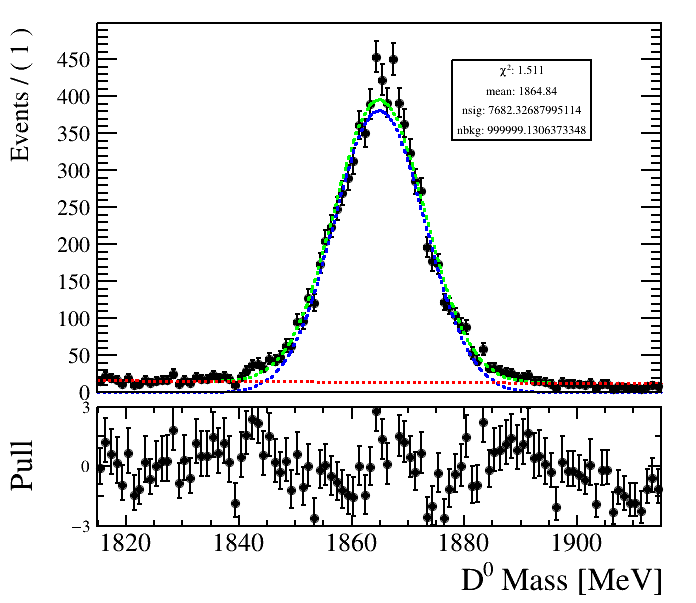 Events / ( 1 )
450
400
350
300
250
200
150
100
50
0
χ²: 1.511
mean: 1864.84
nsig: 7682.32687995114
nbkg: 999999.1306373348
Pull
3
0
−3
1820 1840 1860 1880 1900
D⁰ Mass [MeV]